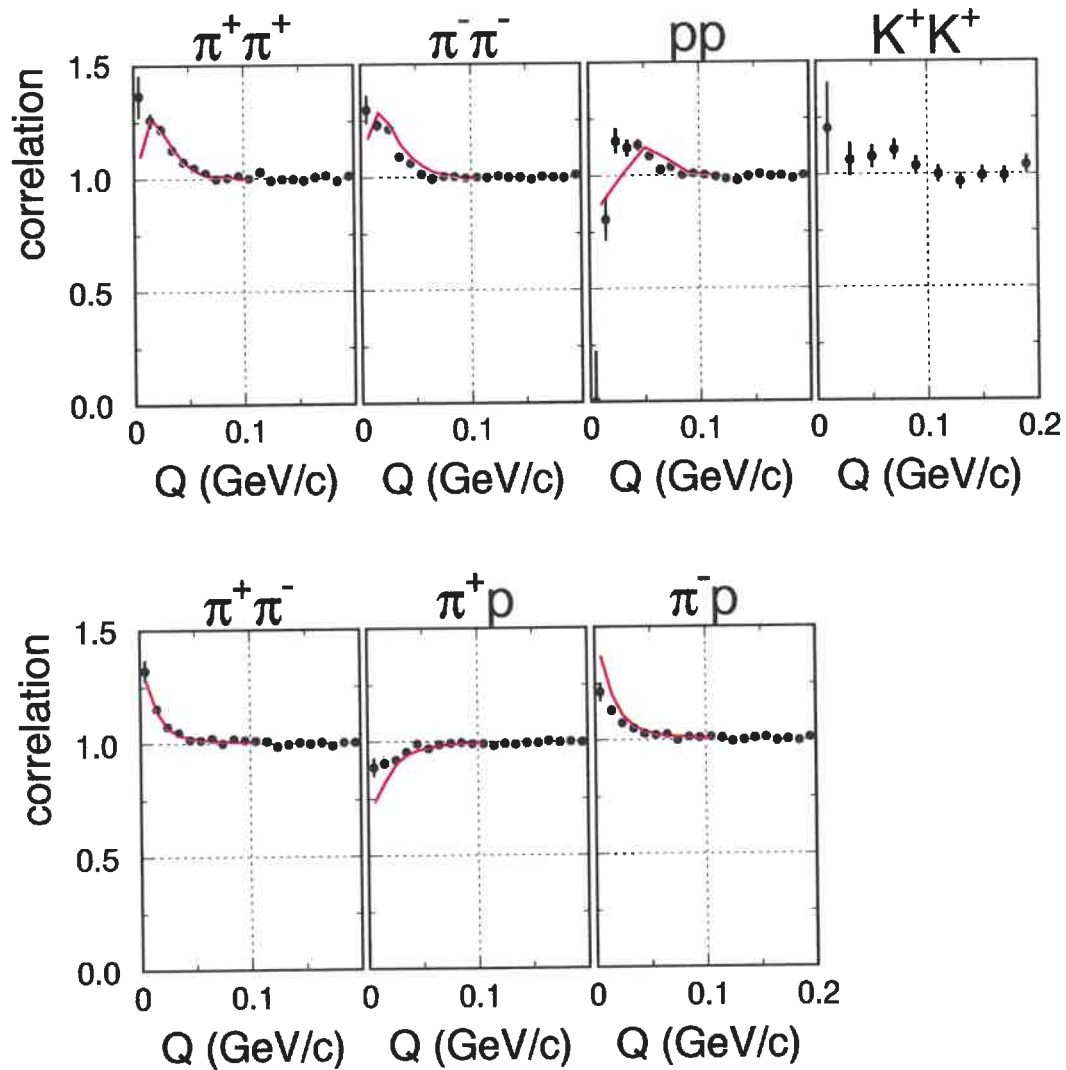 π⁺π⁺ π⁻π⁻ pp K⁺K⁺
correlation
1.5
1.0
0.5
0.0
0 0.1 0 0.1 0 0.1 0 0.1 0.2
Q (GeV/c) Q (GeV/c) Q (GeV/c) Q (GeV/c)
π⁺π⁻ π⁺p π⁻p
correlation
1.5
1.0
0.5
0.0
0 0.1 0 0.1 0 0.1 0.2
Q (GeV/c) Q (GeV/c) Q (GeV/c)